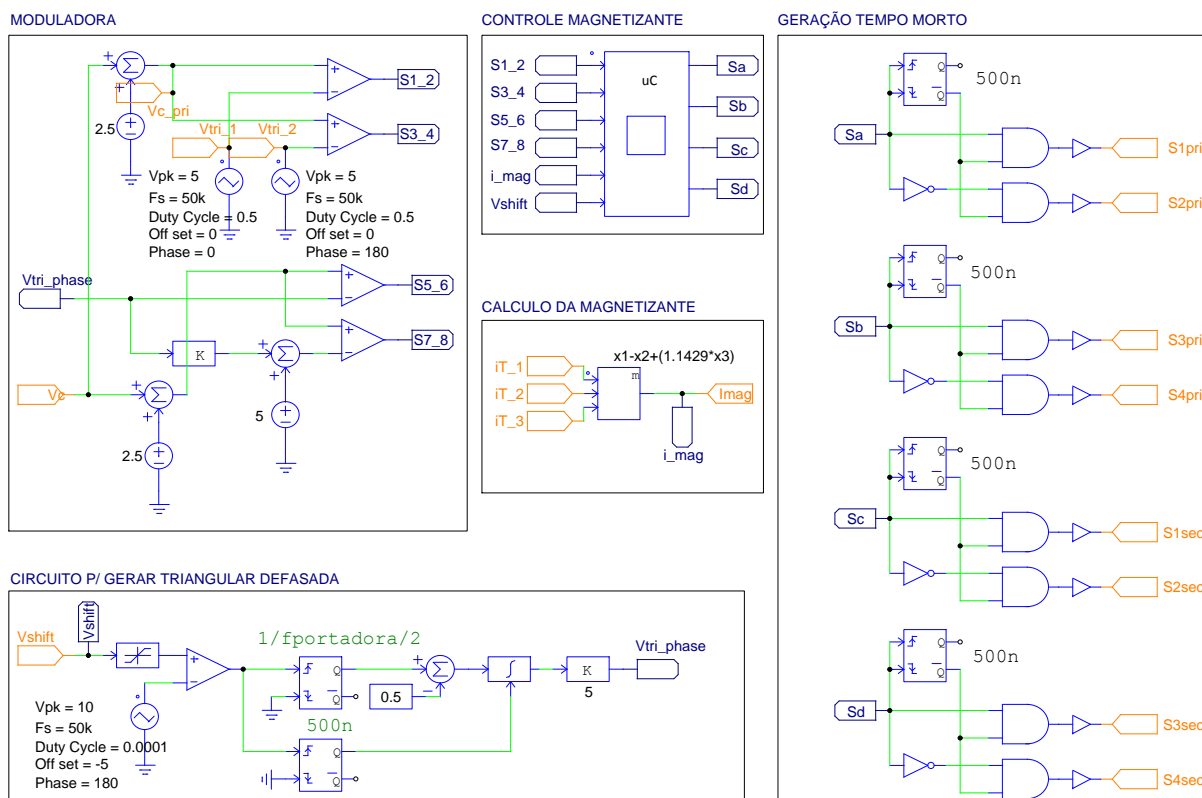 MODULADORA
Vc_pri
2.5
Vtri_1
Vtri_2
S1_2
S3_4
Vpk = 5
Fs = 50k
Duty Cycle = 0.5
Off set = 0
Phase = 0
Vpk = 5
Fs = 50k
Duty Cycle = 0.5
Off set = 0
Phase = 180
Vtri_phase
S5_6
S7_8
K
Vc
5
2.5
CONTROLE MAGNETIZANTE
S1_2
S3_4
S5_6
S7_8
i_mag
Vshift
uC
Sa
Sb
Sc
Sd
CALCULO DA MAGNETIZANTE
x1-x2+(1.1429*x3)
iT_1
iT_2
iT_3
m
Imag
i_mag
GERAÇÃO TEMPO MORTO
Q
Q
500n
Sa
S1pri
S2pri
Q
Q
500n
Sb
S3pri
S4pri
Q
Q
500n
Sc
S1sec
S2sec
Q
Q
500n
Sd
S3sec
S4sec
CIRCUITO P/ GERAR TRIANGULAR DEFASADA
Vshift
Vshift
Vpk = 10
Fs = 50k
Duty Cycle = 0.0001
Off set = -5
Phase = 180
1/fportadora/2
Q
Q
500n
Q
Q
0.5
∫
K
5
Vtri_phase